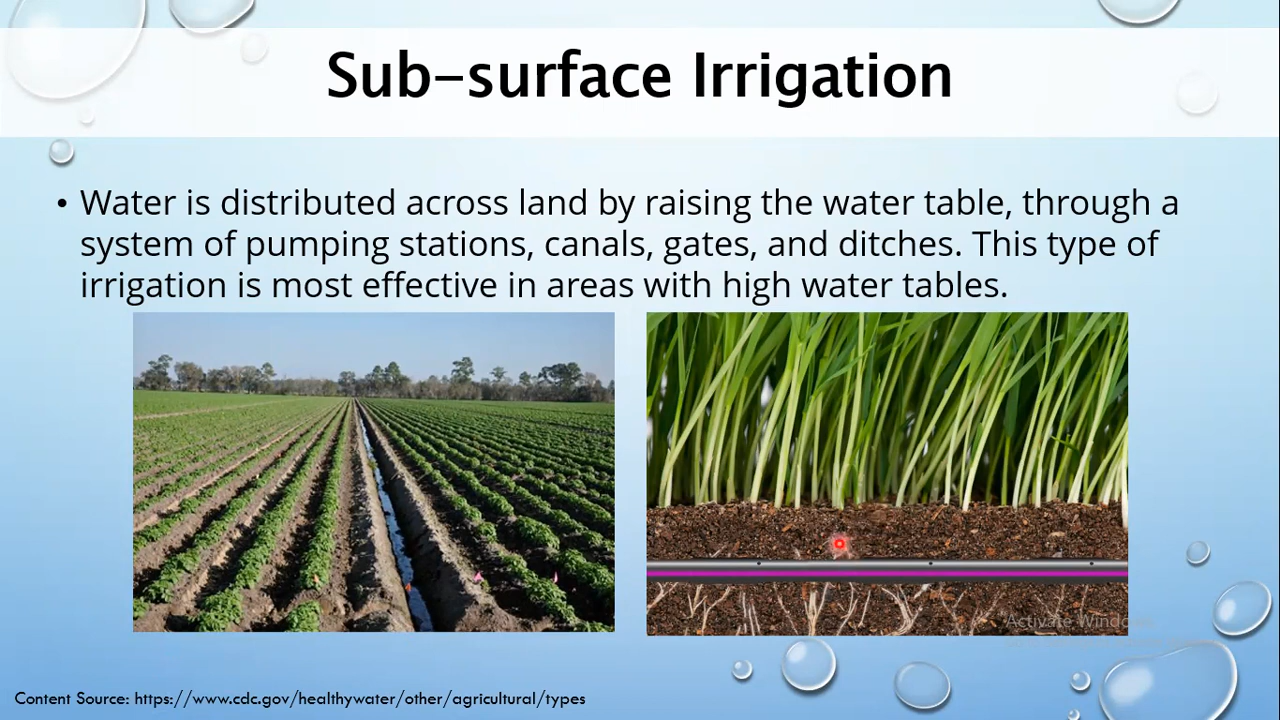 Sub-surface Irrigation
• Water is distributed across land by raising the water table, through a
system of pumping stations, canals, gates, and ditches. This type of
irrigation is most effective in areas with high water tables.
Activate Windo
Content Source: https://www.cdc.gov/healthywater/other/agricultural/types